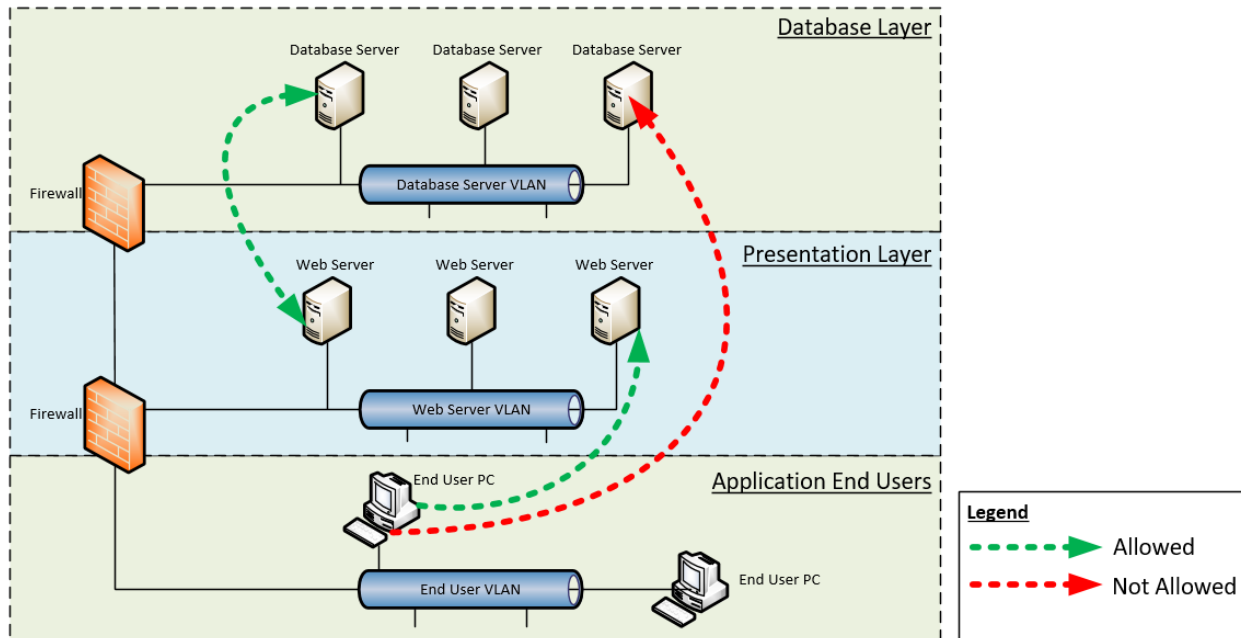 Database Layer
Database Server
Database Server
Database Server
Firewall
Database Server VLAN
Presentation Layer
Web Server
Web Server
Web Server
Firewall
Web Server VLAN
Application End Users
End User PC
End User VLAN
End User PC
Legend
Allowed
Not Allowed